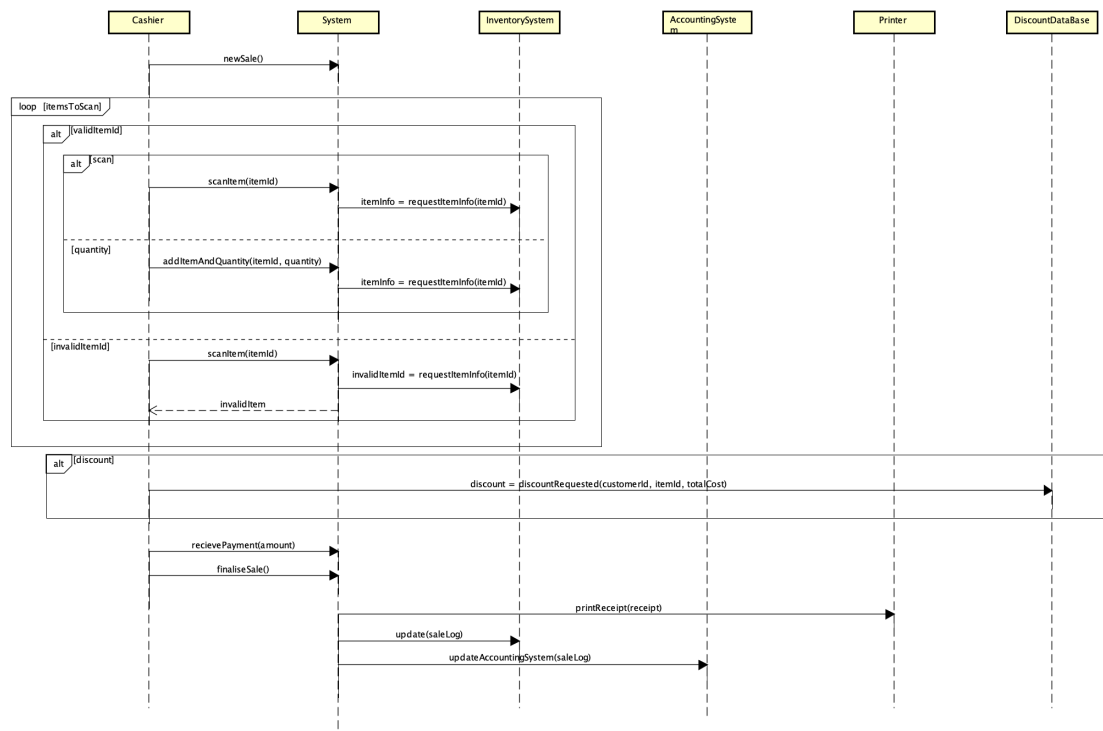 Cashier
System
InventorySystem
AccountingSyste
m
Printer
DiscountDataBase
newSale()
loop [itemsToScan]
alt [validItemId]
alt [scan]
scanItem(itemId)
itemInfo = requestItemInfo(itemId)
[quantity]
addItemAndQuantity(itemId, quantity)
itemInfo = requestItemInfo(itemId)
[invalidItemId]
scanItem(itemId)
invalidItemId = requestItemInfo(itemId)
invalidItem
alt [discount]
discount = discountRequested(customerId, itemId, totalCost)
recievePayment(amount)
finaliseSale()
printReceipt(receipt)
update(saleLog)
updateAccountingSystem(saleLog)